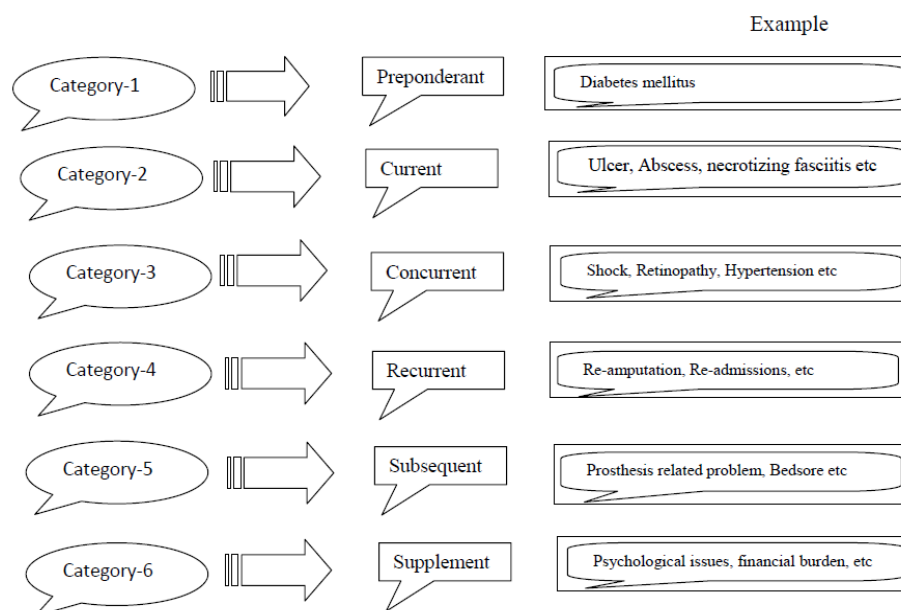 Example
Category-1
Preponderant
Diabetes mellitus
Category-2
Current
Ulcer, Abscess, necrotizing fasciitis etc
Category-3
Concurrent
Shock, Retinopathy, Hypertension etc
Category-4
Recurrent
Re-amputation, Re-admissions, etc
Category-5
Subsequent
Prosthesis related problem, Bedsore etc
Category-6
Supplement
Psychological issues, financial burden, etc